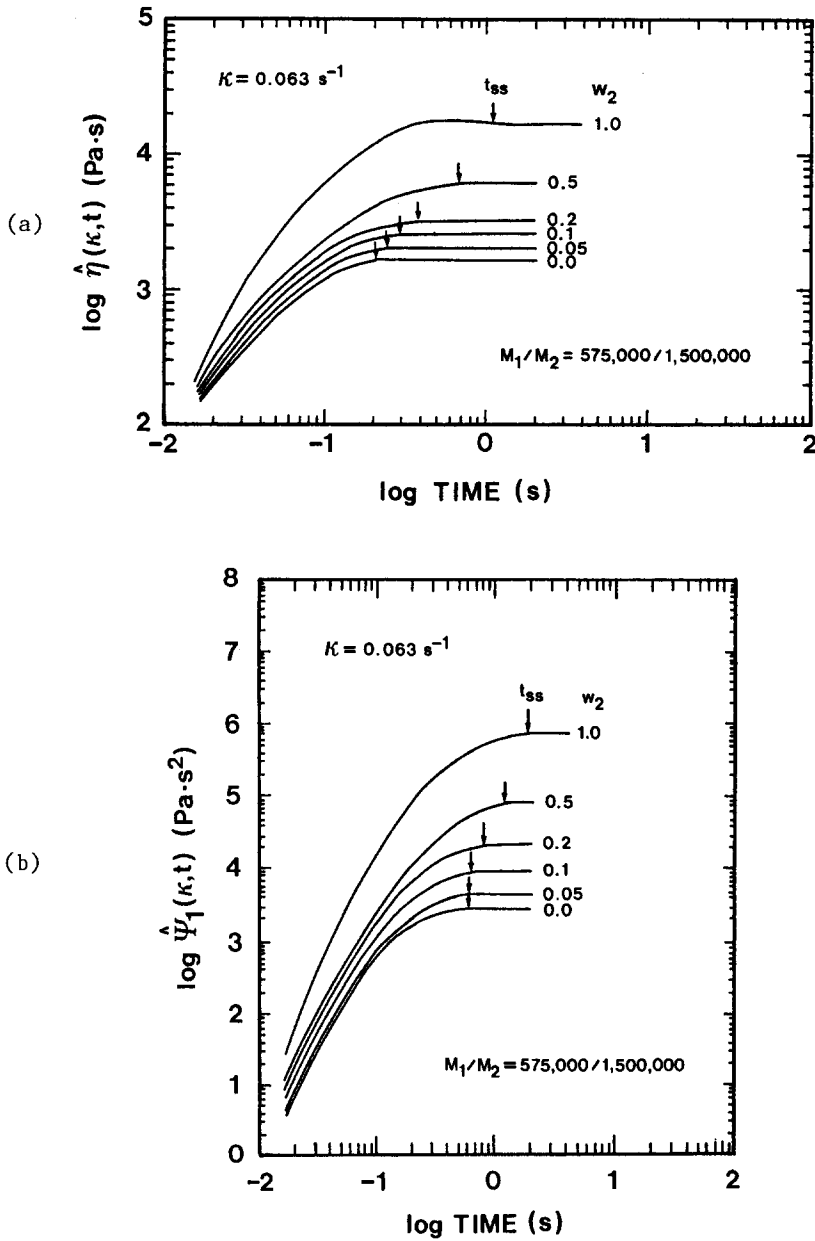 (a)
log η̂ (κ,t) (Pa·s)
5
4
3
2
κ = 0.063 s⁻¹
tss w2
1.0
0.5
0.2
0.1
0.05
0.0
M1/M2 = 575,000/1,500,000
−2 −1 0 1 2
log TIME (s)
(b)
log Ψ̂1(κ,t) (Pa·s²)
8
7
6
5
4
3
2
1
0
κ = 0.063 s⁻¹
tss w2
1.0
0.5
0.2
0.1
0.05
0.0
M1/M2 = 575,000/1,500,000
−2 −1 0 1 2
log TIME (s)